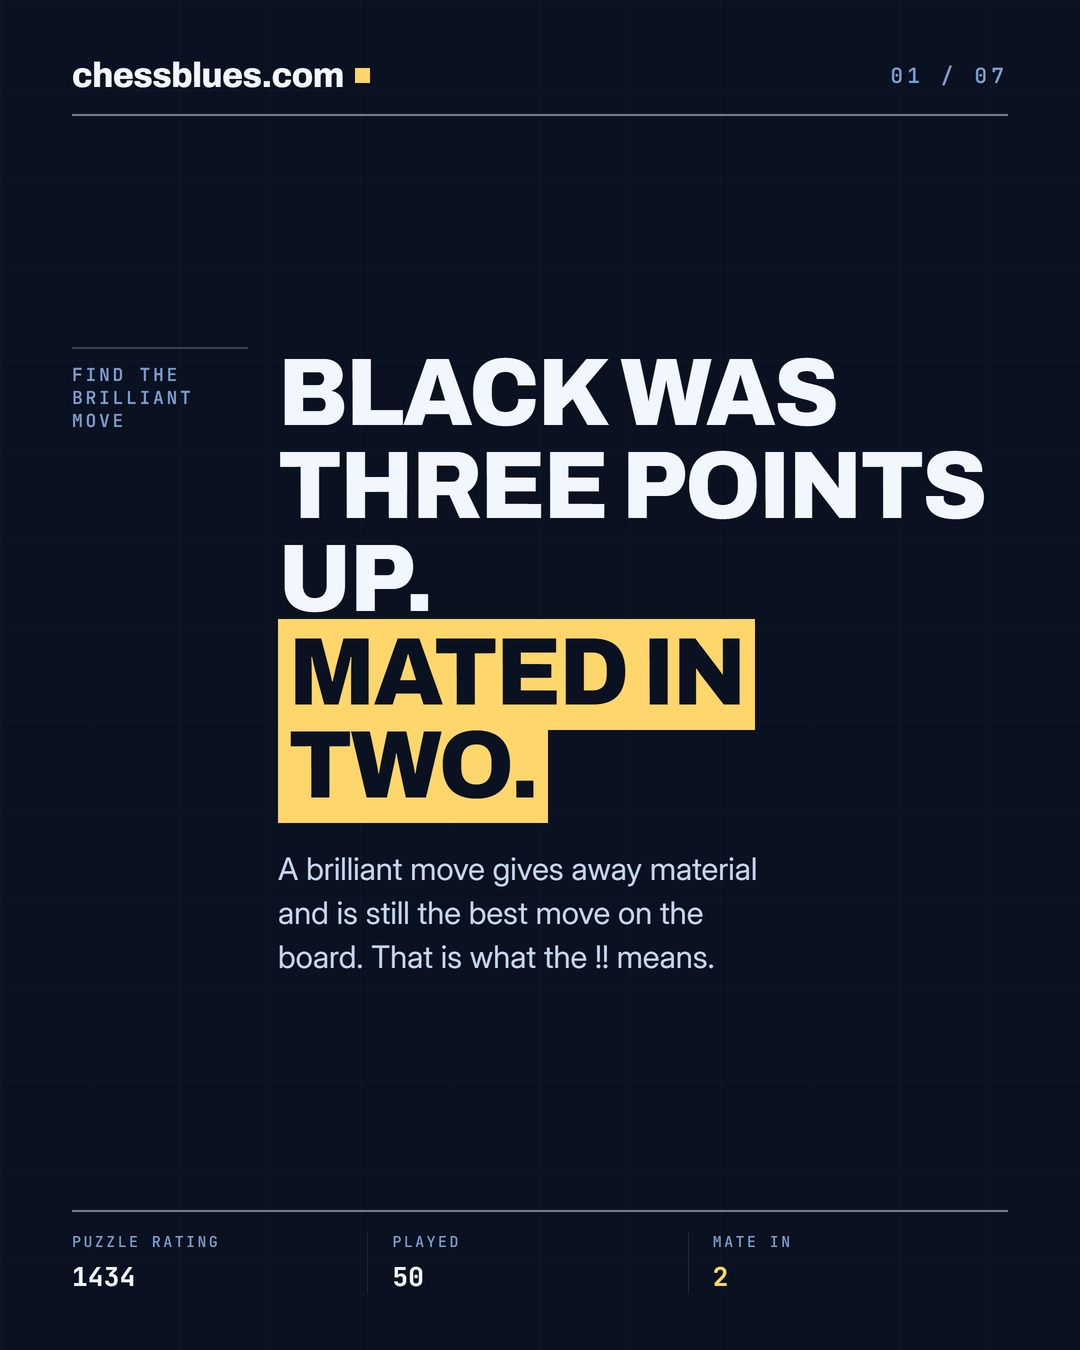 chessblues.com
01 / 07
FIND THE
BRILLIANT
MOVE
BLACK WAS
THREE POINTS
UP.
MATED IN
TWO.
A brilliant move gives away material
and is still the best move on the
board. That is what the !! means.
PUZZLE RATING
1434
PLAYED
50
MATE IN
2